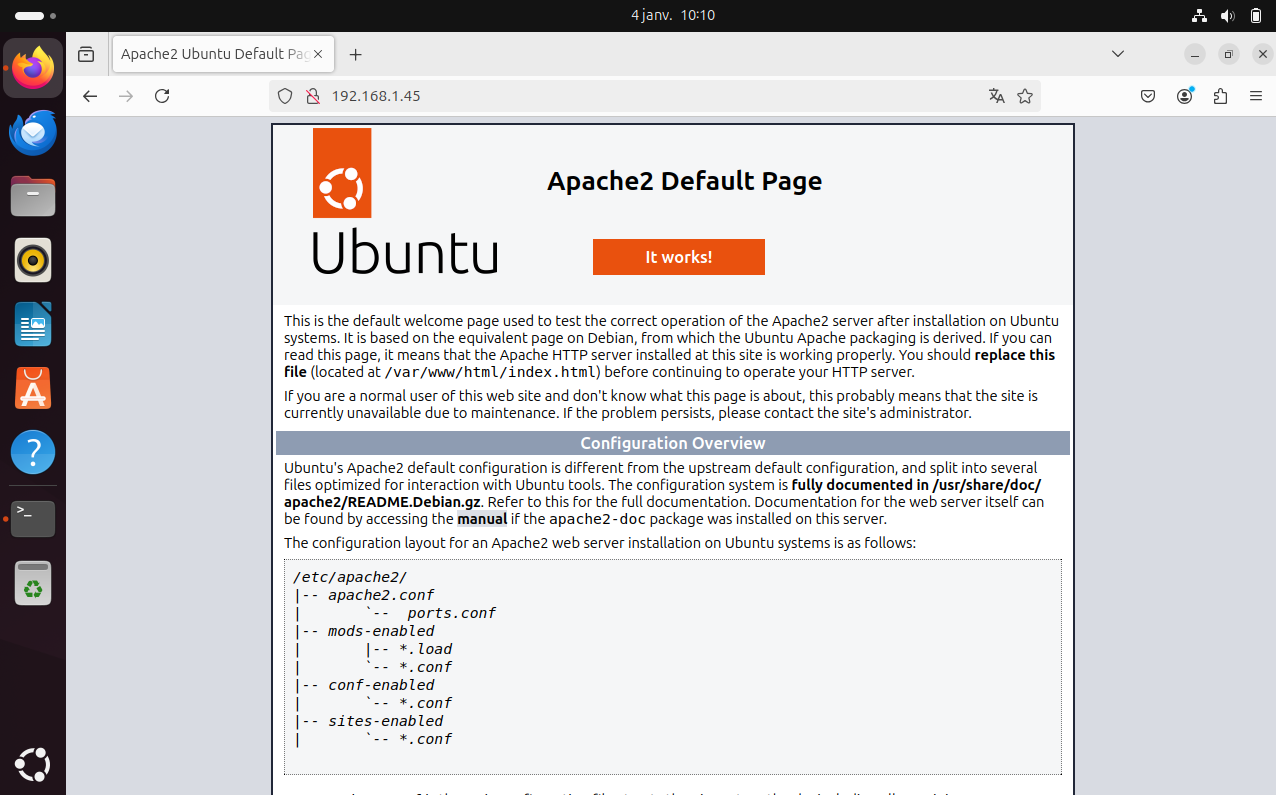 4 janv. 10:10
Apache2 Ubuntu Default Pag
192.168.1.45
Apache2 Default Page
Ubuntu
It works!
This is the default welcome page used to test the correct operation of the Apache2 server after installation on Ubuntu
systems. It is based on the equivalent page on Debian, from which the Ubuntu Apache packaging is derived. If you can
read this page, it means that the Apache HTTP server installed at this site is working properly. You should replace this
file (located at /var/www/html/index.html) before continuing to operate your HTTP server.
If you are a normal user of this web site and don't know what this page is about, this probably means that the site is
currently unavailable due to maintenance. If the problem persists, please contact the site's administrator.
Configuration Overview
Ubuntu's Apache2 default configuration is different from the upstream default configuration, and split into several
files optimized for interaction with Ubuntu tools. The configuration system is fully documented in /usr/share/doc/
apache2/README.Debian.gz. Refer to this for the full documentation. Documentation for the web server itself can
be found by accessing the manual if the apache2-doc package was installed on this server.
The configuration layout for an Apache2 web server installation on Ubuntu systems is as follows:
/etc/apache2/
|-- apache2.conf
|       `--  ports.conf
|-- mods-enabled
|       |-- *.load
|       `-- *.conf
|-- conf-enabled
|       `-- *.conf
|-- sites-enabled
|       `-- *.conf